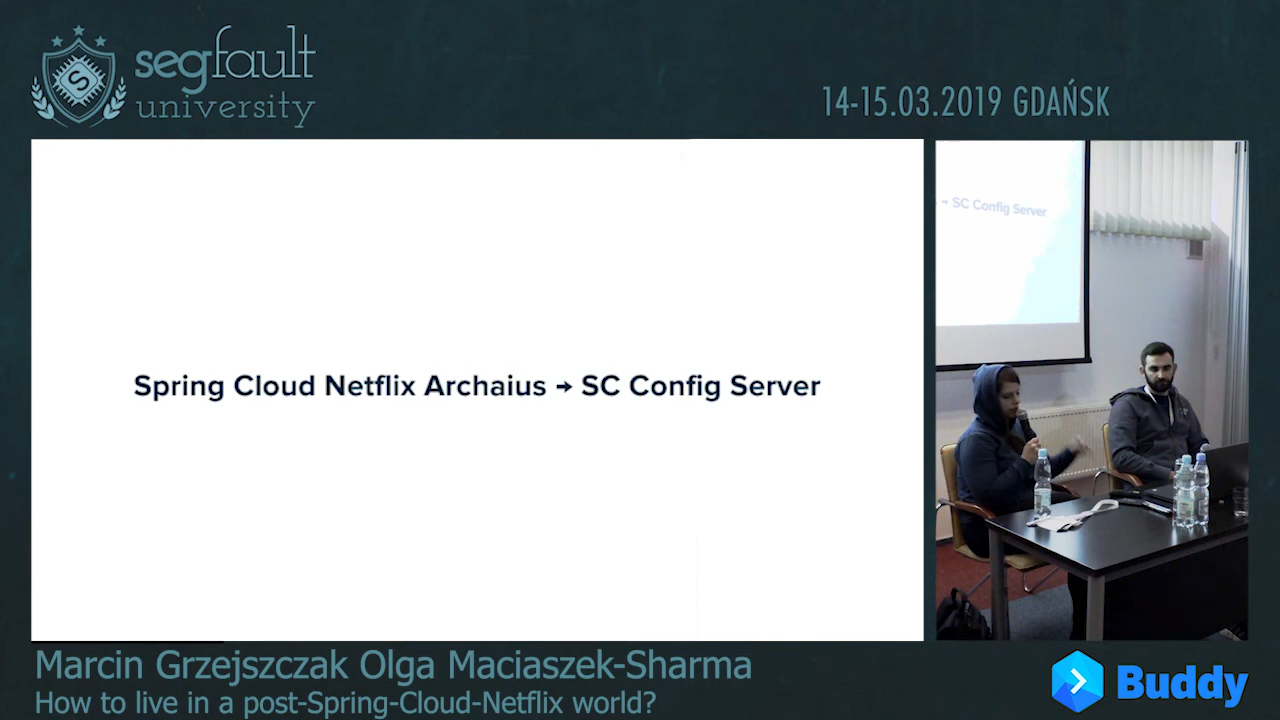 segfault
university
14-15.03.2019 GDAŃSK
Spring Cloud Netflix Archaius → SC Config Server
→ SC Config Server
Marcin Grzejszczak Olga Maciaszek-Sharma
How to live in a post-Spring-Cloud-Netflix world?
Buddy